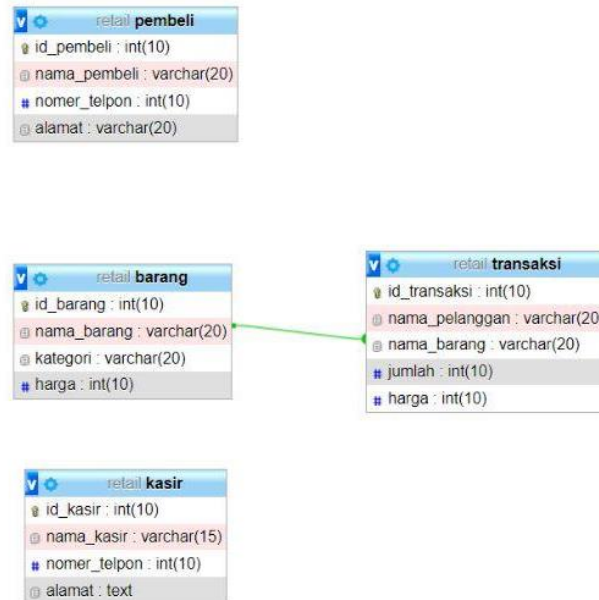 v retail pembeli
id_pembeli : int(10)
nama_pembeli : varchar(20)
# nomer_telpon : int(10)
alamat : varchar(20)
v retail barang
id_barang : int(10)
nama_barang : varchar(20)
kategori : varchar(20)
# harga : int(10)
v retail transaksi
id_transaksi : int(10)
nama_pelanggan : varchar(20
nama_barang : varchar(20)
# jumlah : int(10)
# harga : int(10)
v retail kasir
id_kasir : int(10)
nama_kasir : varchar(15)
# nomer_telpon : int(10)
alamat : text